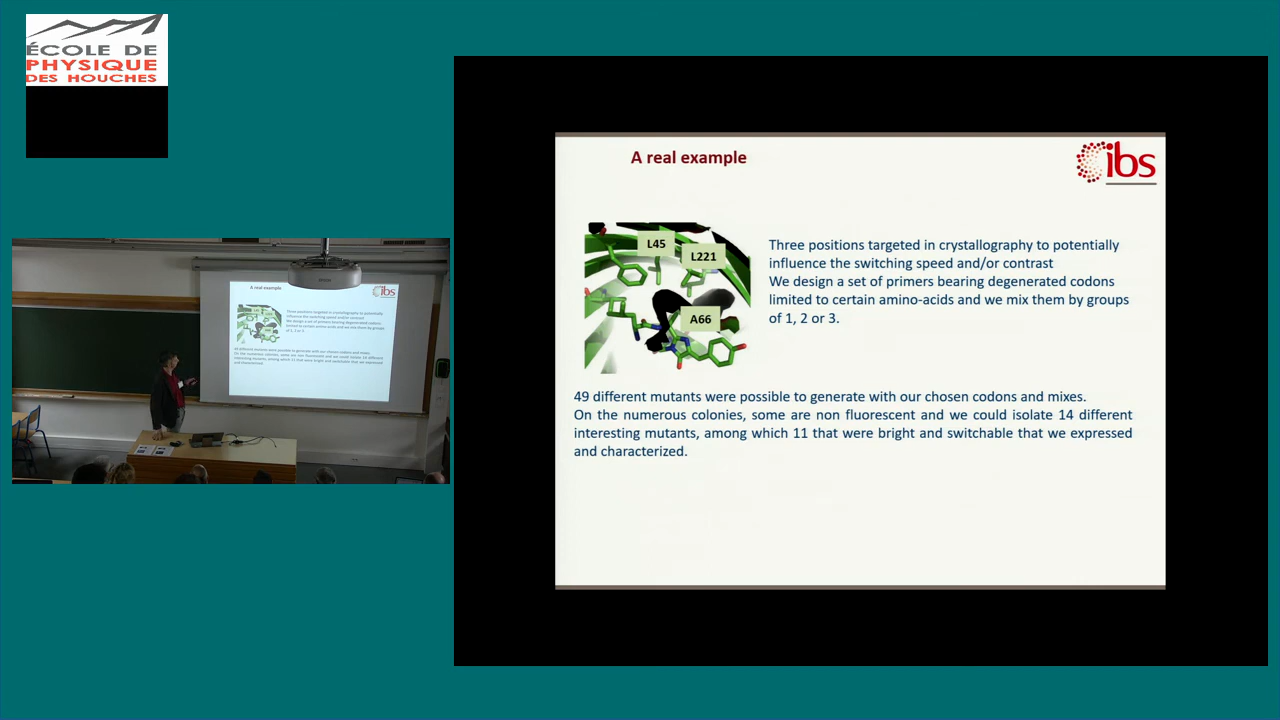 ÉCOLE DE
PHYSIQUE
DES HOUCHES
A real example
ibs
L45
L221
A66
Three positions targeted in crystallography to potentially
influence the switching speed and/or contrast
We design a set of primers bearing degenerated codons
limited to certain amino-acids and we mix them by groups
of 1, 2 or 3.
49 different mutants were possible to generate with our chosen codons and mixes.
On the numerous colonies, some are non fluorescent and we could isolate 14 different
interesting mutants, among which 11 that were bright and switchable that we expressed
and characterized.
A real example
ibs